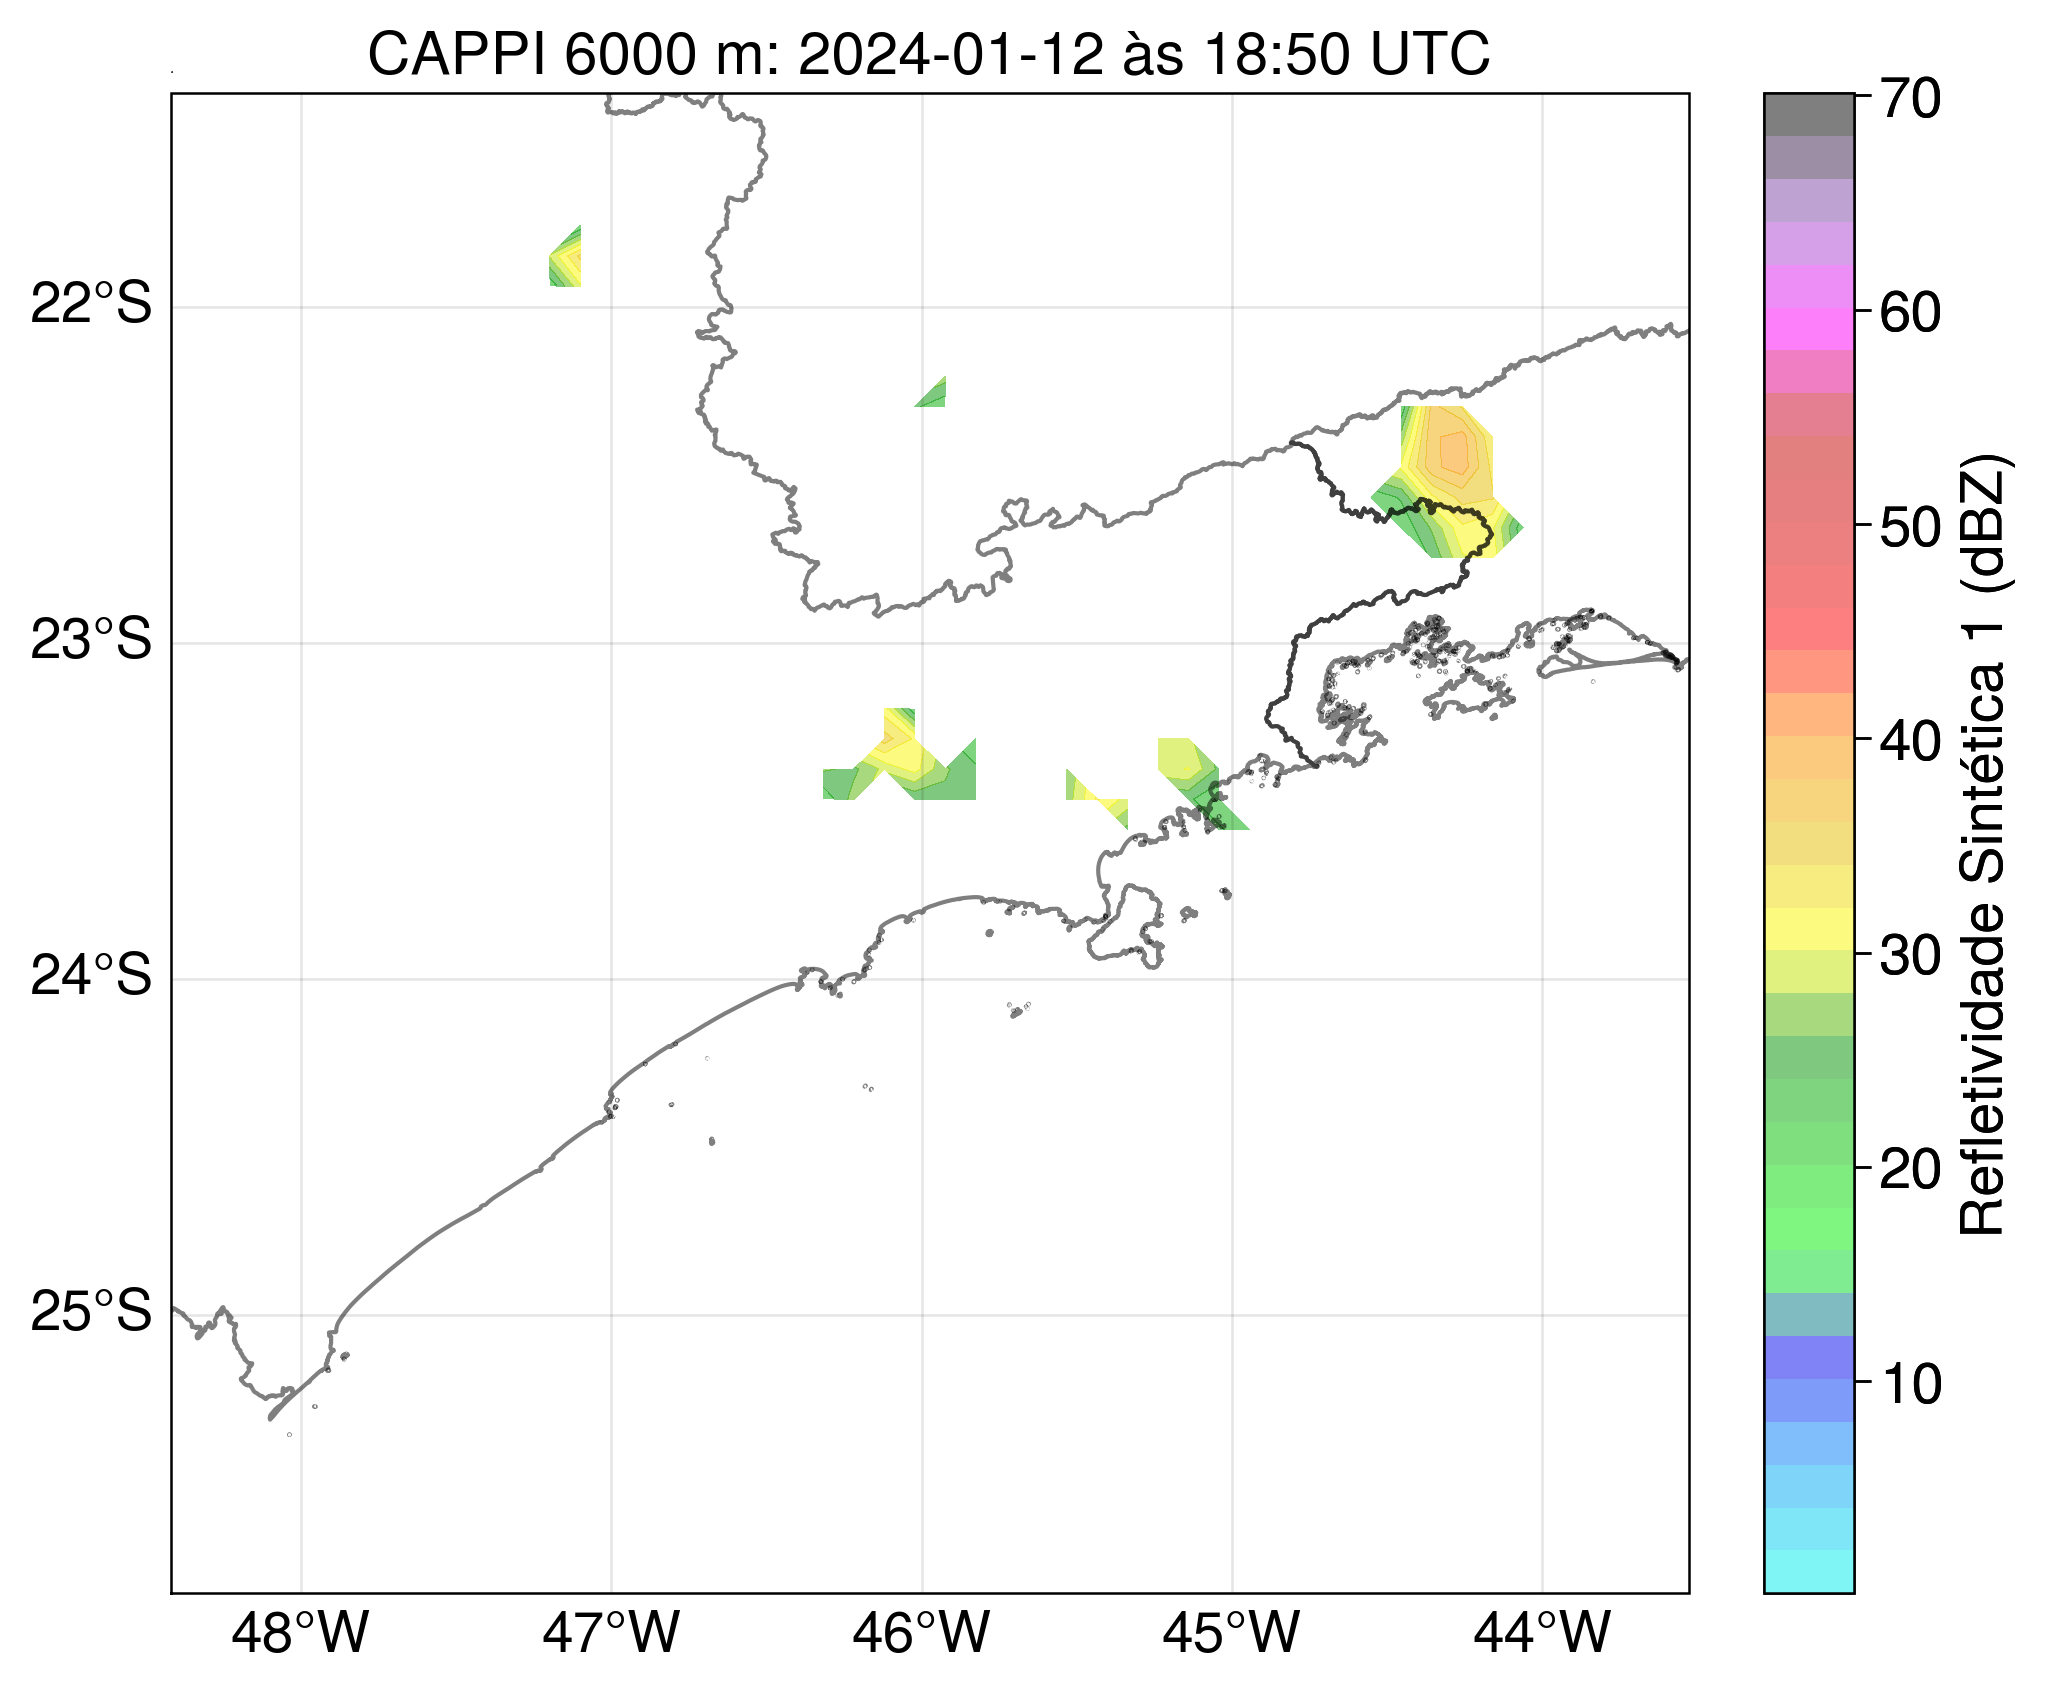 CAPPI 6000 m: 2024-01-12 às 18:50 UTC
22°S
23°S
24°S
25°S
48°W
47°W
46°W
45°W
44°W
70
60
50
40
30
20
10
Refletividade Sintética 1 (dBZ)